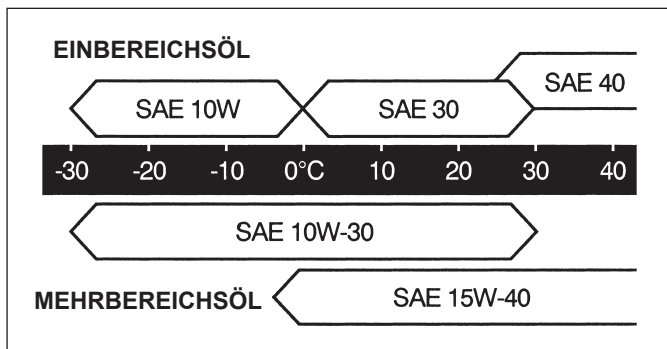 EINBEREICHSÖL
SAE 40
SAE 10W SAE 30
-30 -20 -10 0°C 10 20 30 40
SAE 10W-30
MEHRBEREICHSÖL SAE 15W-40